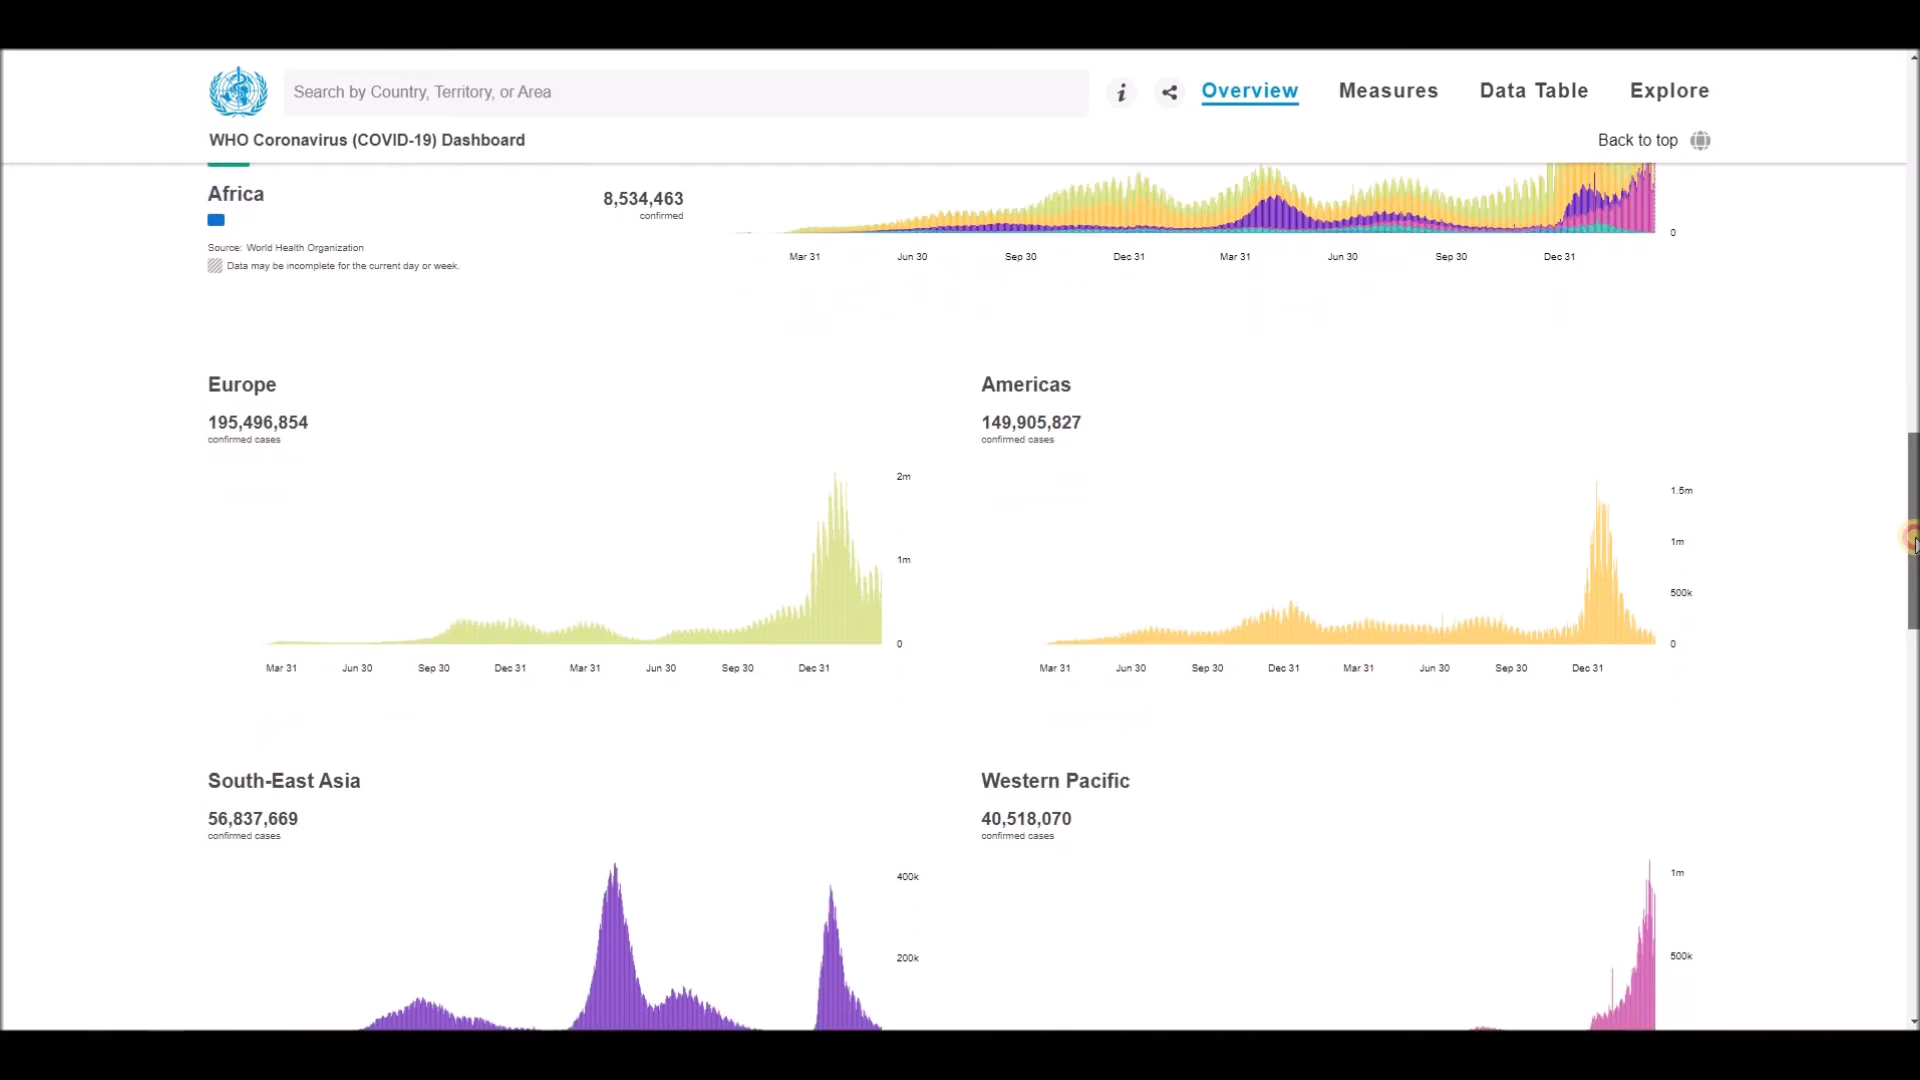 Search by Country, Territory, or Area
i
Overview
Measures
Data Table
Explore
WHO Coronavirus (COVID-19) Dashboard
Back to top
Africa
8,534,463
confirmed
Source: World Health Organization
Data may be incomplete for the current day or week.
0
Mar 31 Jun 30 Sep 30 Dec 31 Mar 31 Jun 30 Sep 30 Dec 31
Europe
195,496,854
confirmed cases
2m
1m
0
Mar 31 Jun 30 Sep 30 Dec 31 Mar 31 Jun 30 Sep 30 Dec 31
Americas
149,905,827
confirmed cases
1.5m
1m
500k
0
Mar 31 Jun 30 Sep 30 Dec 31 Mar 31 Jun 30 Sep 30 Dec 31
South-East Asia
56,837,669
confirmed cases
400k
200k
Western Pacific
40,518,070
confirmed cases
1m
500k